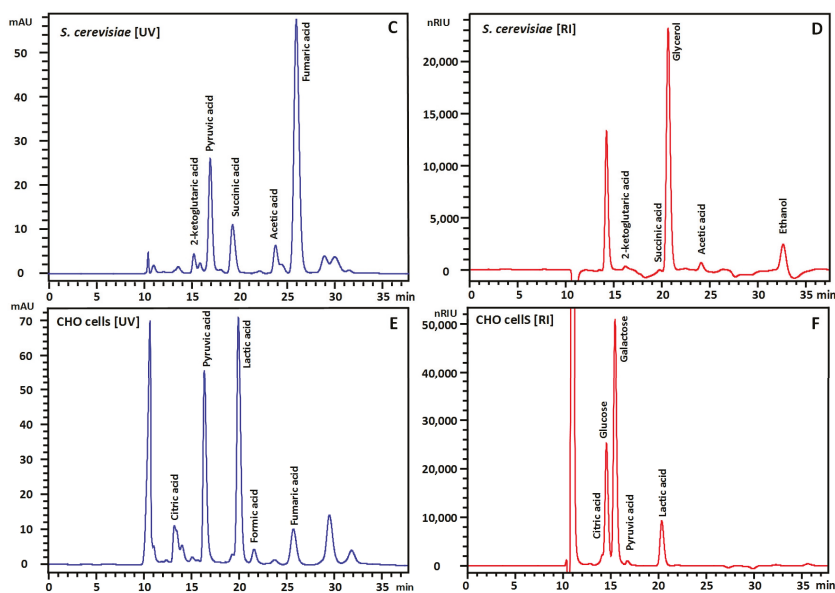 mAU
S. cerevisiae [UV]
C
50
40
30
20
10
0
2-ketoglutaric acid
Pyruvic acid
Succinic acid
Acetic acid
Fumaric acid
0 5 10 15 20 25 30 35 min
nRIU
S. cerevisiae [RI]
D
20,000
15,000
10,000
5,000
0
2-ketoglutaric acid
Succinic acid
Glycerol
Acetic acid
Ethanol
0 5 10 15 20 25 30 35 min
mAU
CHO cells [UV]
E
70
60
50
40
30
20
10
0
Citric acid
Pyruvic acid
Lactic acid
Formic acid
Fumaric acid
0 5 10 15 20 25 30 35 min
nRIU
CHO cellS [RI]
F
50,000
40,000
30,000
20,000
10,000
0
Citric acid
Glucose
Galactose
Pyruvic acid
Lactic acid
0 5 10 15 20 25 30 35 min